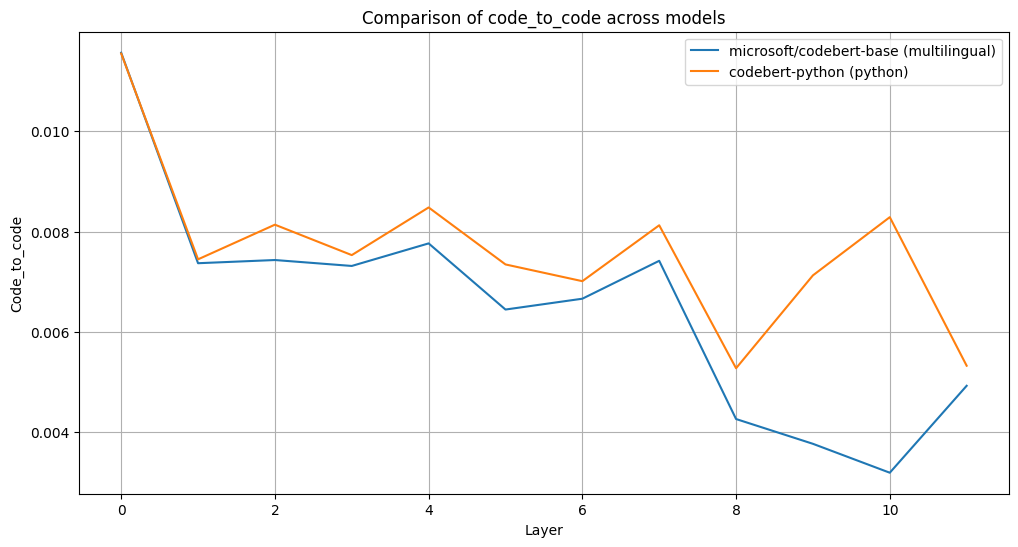 Comparison of code_to_code across models
microsoft/codebert-base (multilingual)
codebert-python (python)
Code_to_code
0.010
0.008
0.006
0.004
0 2 4 6 8 10
Layer